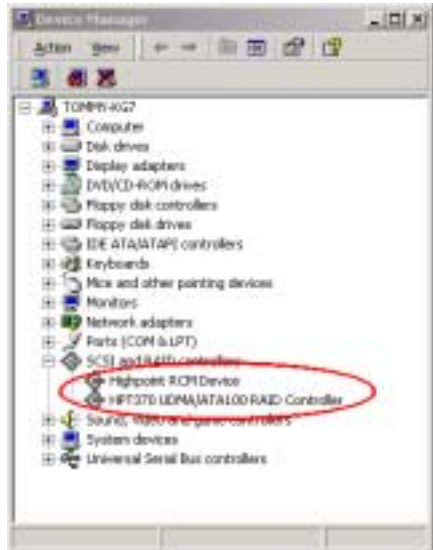 Device Manager
Action View
TOMMY-KG7
Computer
Disk drives
Display adapters
DVD/CD-ROM drives
Floppy disk controllers
Floppy disk drives
IDE ATA/ATAPI controllers
Keyboards
Mice and other pointing devices
Monitors
Network adapters
Ports (COM & LPT)
SCSI and RAID controllers
Highpoint RCM Device
HPT370 UDMA/ATA100 RAID Controller
Sound, video and game controllers
System devices
Universal Serial Bus controllers